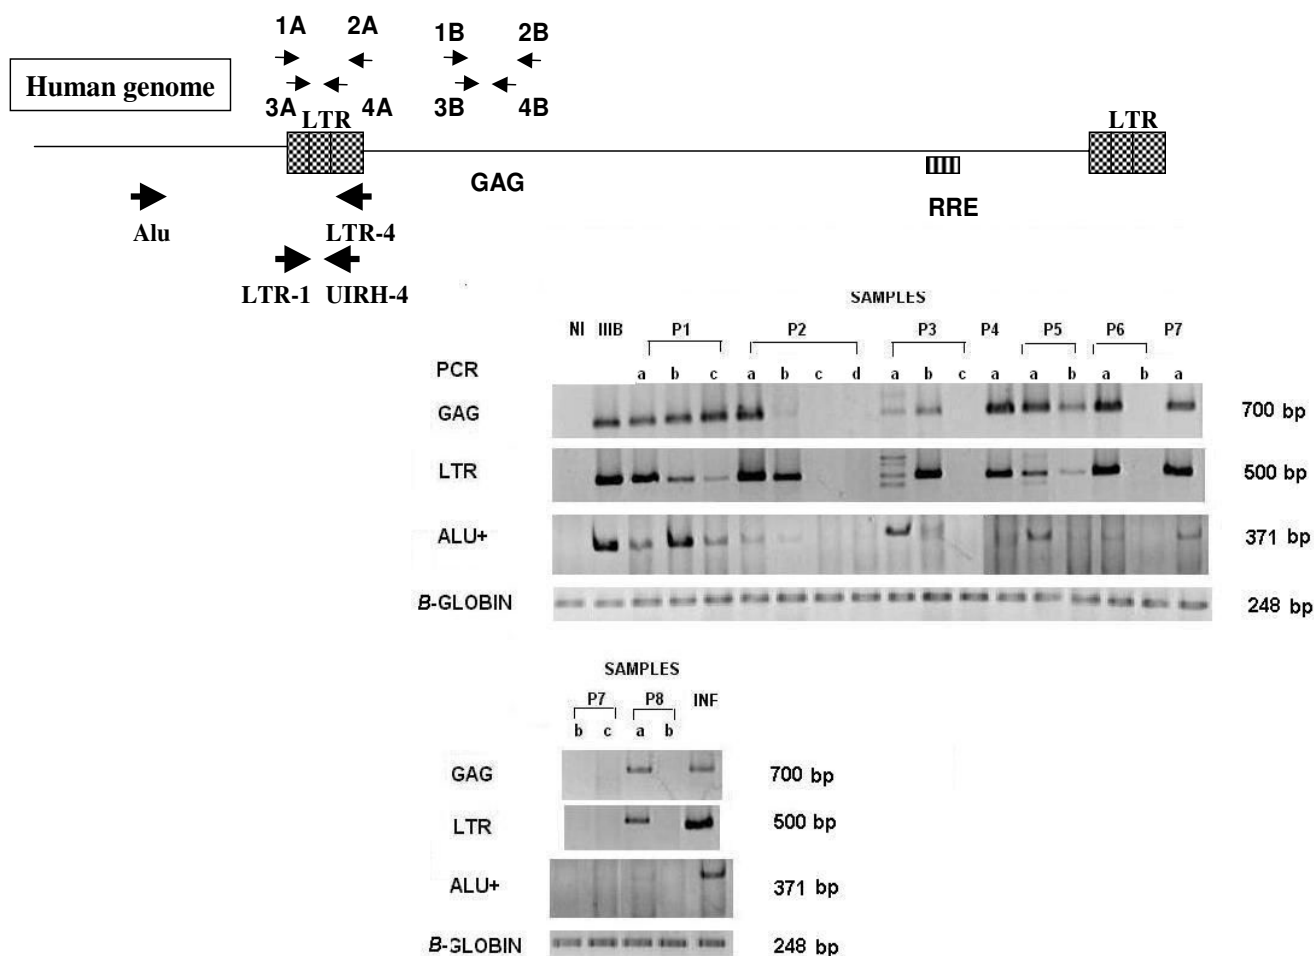 1A 2A 1B 2B
Human genome
3A 4A 3B 4B
LTR LTR
GAG
RRE
Alu LTR-4
LTR-1 UIRH-4
SAMPLES
NI IIIB P1 P2 P3 P4 P5 P6 P7
PCR a b c a b c d a b c a a b a b a
GAG 700 bp
LTR 500 bp
ALU+ 371 bp
B-GLOBIN 248 bp
SAMPLES
P7 P8 INF
b c a b
GAG 700 bp
LTR 500 bp
ALU+ 371 bp
B-GLOBIN 248 bp